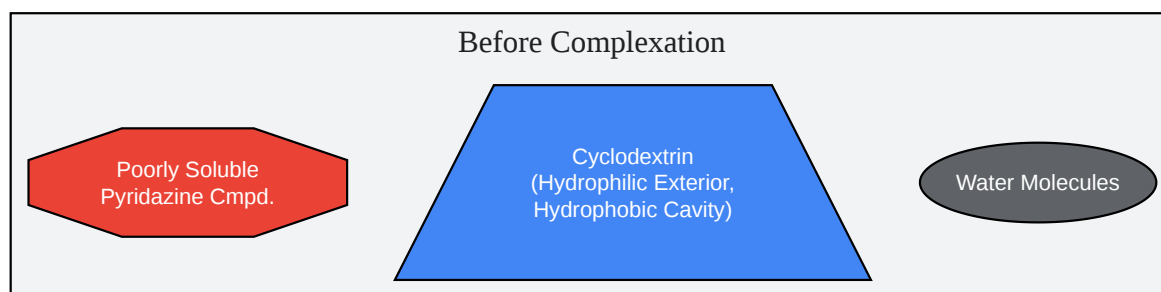 Before Complexation
Poorly Soluble
Pyridazine Cmpd.
Cyclodextrin
(Hydrophilic Exterior,
Hydrophobic Cavity)
Water Molecules